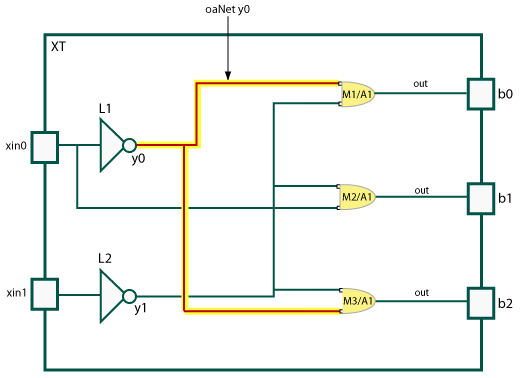 oaNet y0
XT
L1
M1/A1
out
b0
xin0
y0
M2/A1
out
b1
L2
xin1
y1
M3/A1
out
b2